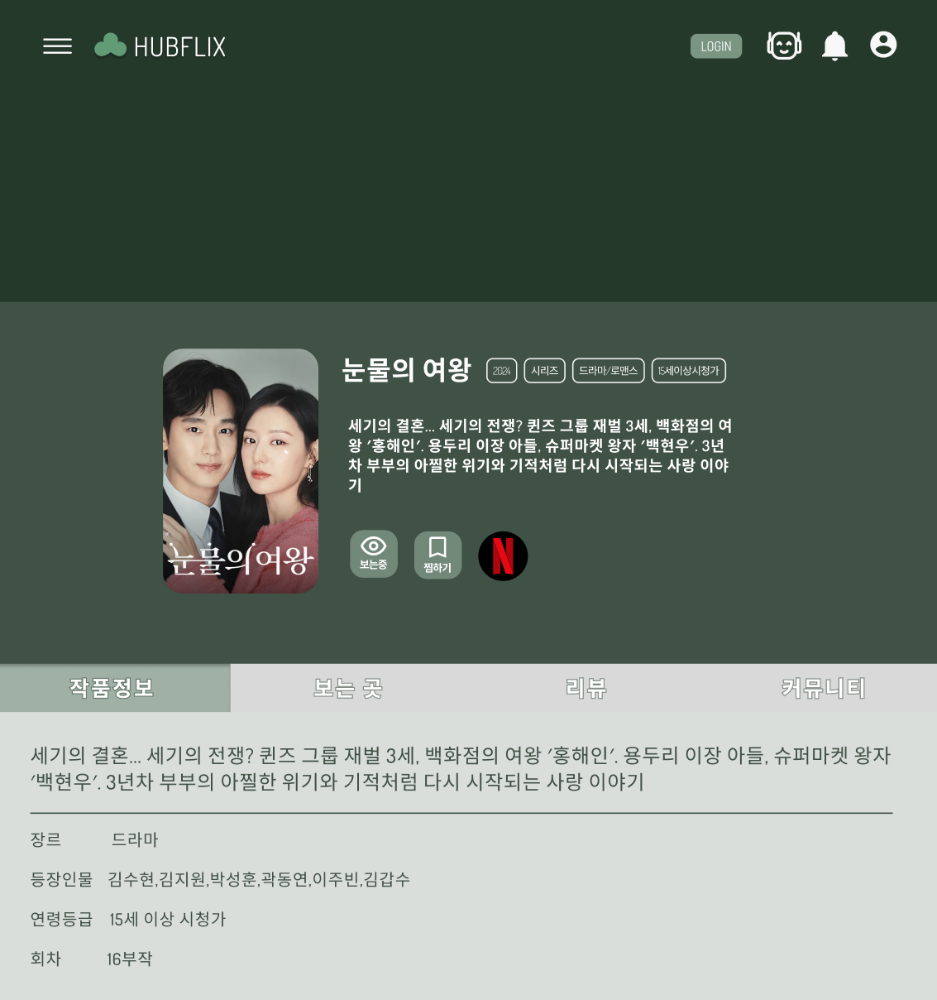 HUBFLIX
LOGIN
눈물의 여왕
2024
시리즈
드라마/로맨스
15세이상시청가
세기의 결혼... 세기의 전쟁? 퀸즈 그룹 재벌 3세, 백화점의 여
왕 ′홍해인′. 용두리 이장 아들, 슈퍼마켓 왕자 ′백현우′. 3년
차 부부의 아찔한 위기와 기적처럼 다시 시작되는 사랑 이야
기
눈물의여왕
보는중
찜하기
N
작품정보
보는 곳
리뷰
커뮤니티
세기의 결혼... 세기의 전쟁? 퀸즈 그룹 재벌 3세, 백화점의 여왕 ′홍해인′. 용두리 이장 아들, 슈퍼마켓 왕자
′백현우′. 3년차 부부의 아찔한 위기와 기적처럼 다시 시작되는 사랑 이야기
장르 드라마
등장인물 김수현,김지원,박성훈,곽동연,이주빈,김갑수
연령등급 15세 이상 시청가
회차 16부작